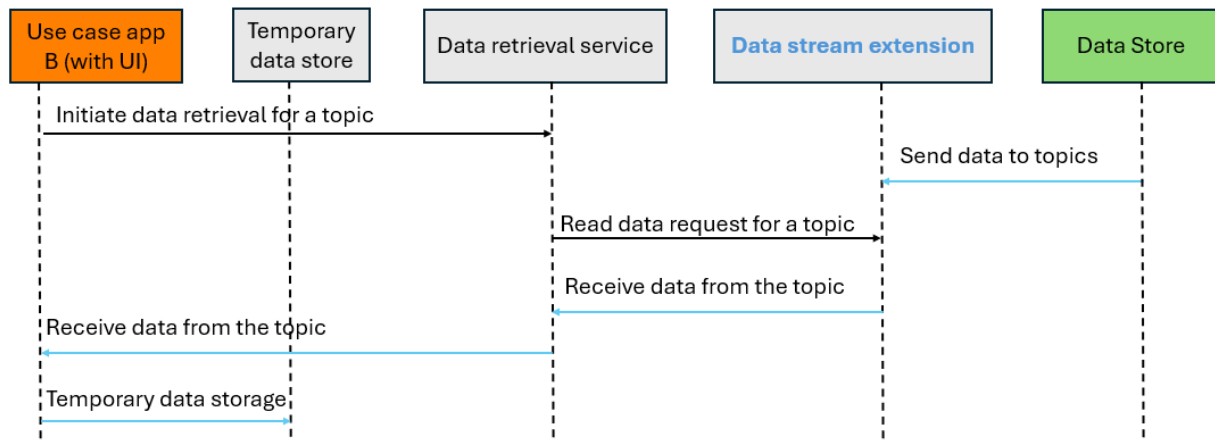 Use case app
B (with UI)
Temporary
data store
Data retrieval service
Data stream extension
Data Store
Initiate data retrieval for a topic
Send data to topics
Read data request for a topic
Receive data from the topic
Receive data from the topic
Temporary data storage